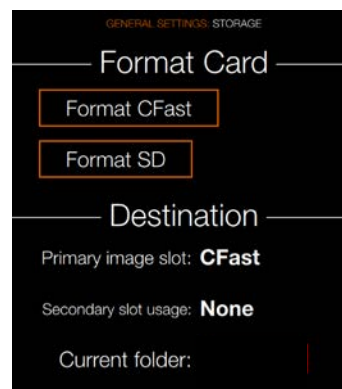 GENERAL SETTINGS: STORAGE
Format Card
Format CFast
Format SD
Destination
Primary image slot: CFast
Secondary slot usage: None
Current folder: